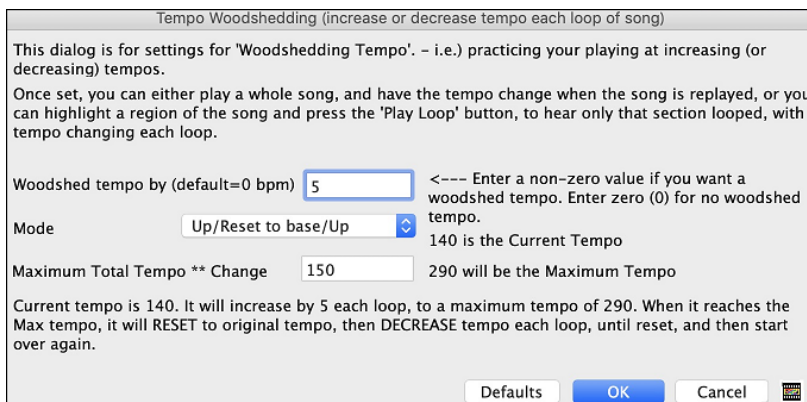 Tempo Woodshedding (increase or decrease tempo each loop of song)
This dialog is for settings for 'Woodshedding Tempo'. – i.e.) practicing your playing at increasing (or
decreasing) tempos.
Once set, you can either play a whole song, and have the tempo change when the song is replayed, or you
can highlight a region of the song and press the 'Play Loop' button, to hear only that section looped, with
tempo changing each loop.
Woodshed tempo by (default=0 bpm) 5
<--- Enter a non-zero value if you want a
woodshed tempo. Enter zero (0) for no woodshed
tempo.
Mode Up/Reset to base/Up
140 is the Current Tempo
Maximum Total Tempo ** Change 150 290 will be the Maximum Tempo
Current tempo is 140. It will increase by 5 each loop, to a maximum tempo of 290. When it reaches the
Max tempo, it will RESET to original tempo, then DECREASE tempo each loop, until reset, and then start
over again.
Defaults OK Cancel